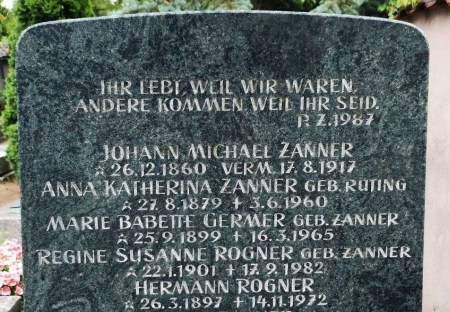 IHR LEBT, WEIL WIR WAREN,
ANDERE KOMMEN, WEIL IHR SEID.
P. Z. 1987
JOHANN MICHAEL ZANNER
☆ 26.12.1860 VERM. 17.8.1917
ANNA KATHERINA ZANNER GEB. RÜTING
☆ 27.8.1879 + 3.6.1960
MARIE BABETTE GERMER GEB. ZANNER
☆ 25.9.1899 + 16.3.1965
REGINE SUSANNE ROGNER GEB. ZANNER
☆ 22.1.1901 + 17.9.1982
HERMANN ROGNER
☆ 26.3.1897 + 14.11.1972